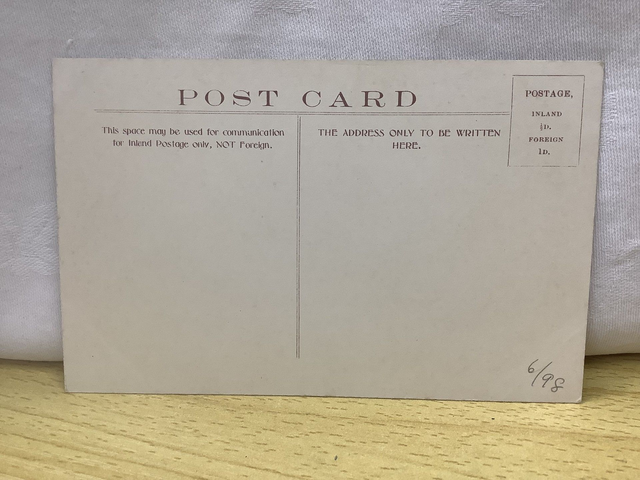 POST CARD
POSTAGE,
INLAND
½D.
FOREIGN
1D.
This space may be used for communication
for Inland Postage only, NOT Foreign.
THE ADDRESS ONLY TO BE WRITTEN
HERE.
6/98